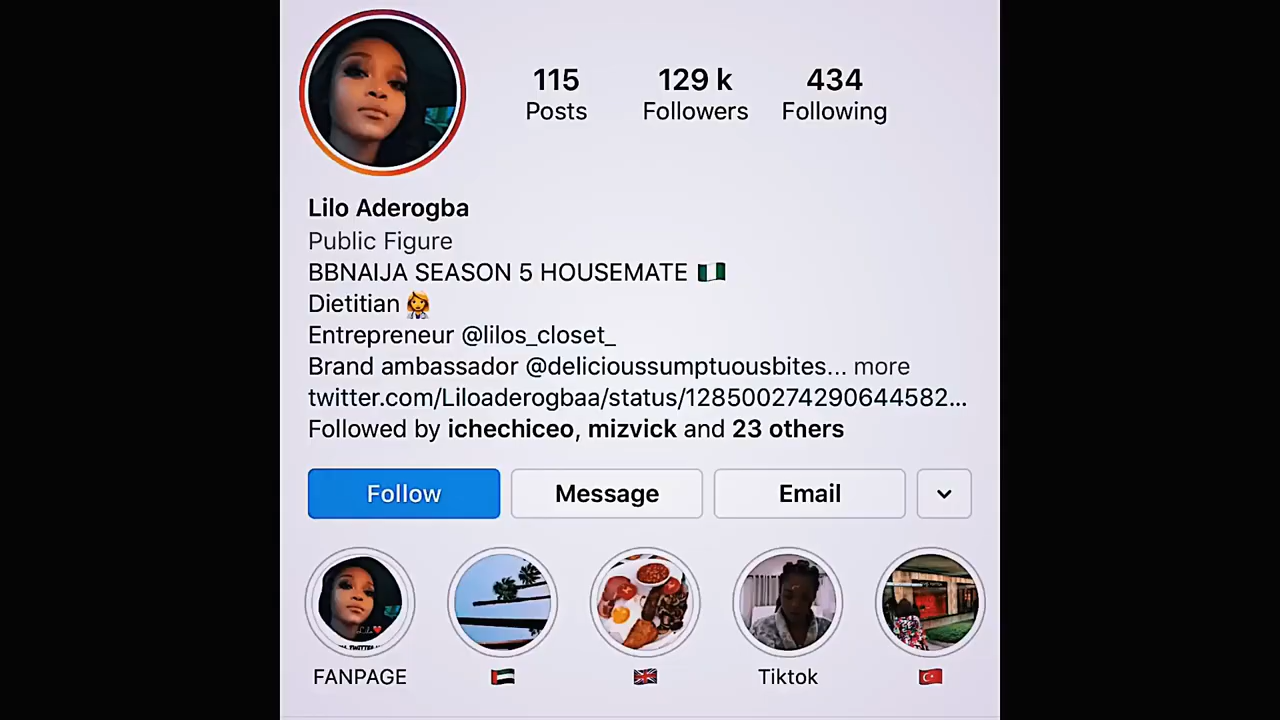 115 129 k 434
Posts Followers Following
Lilo Aderogba
Public Figure
BBNAIJA SEASON 5 HOUSEMATE 🇳🇬
Dietitian 👩‍⚕️
Entrepreneur @lilos_closet_
Brand ambassador @delicioussumptuousbites... more
twitter.com/Liloaderogbaa/status/128500274290644582...
Followed by ichechiceo, mizvick and 23 others
Follow Message Email
FANPAGE 🇦🇪 🇬🇧 Tiktok 🇹🇷